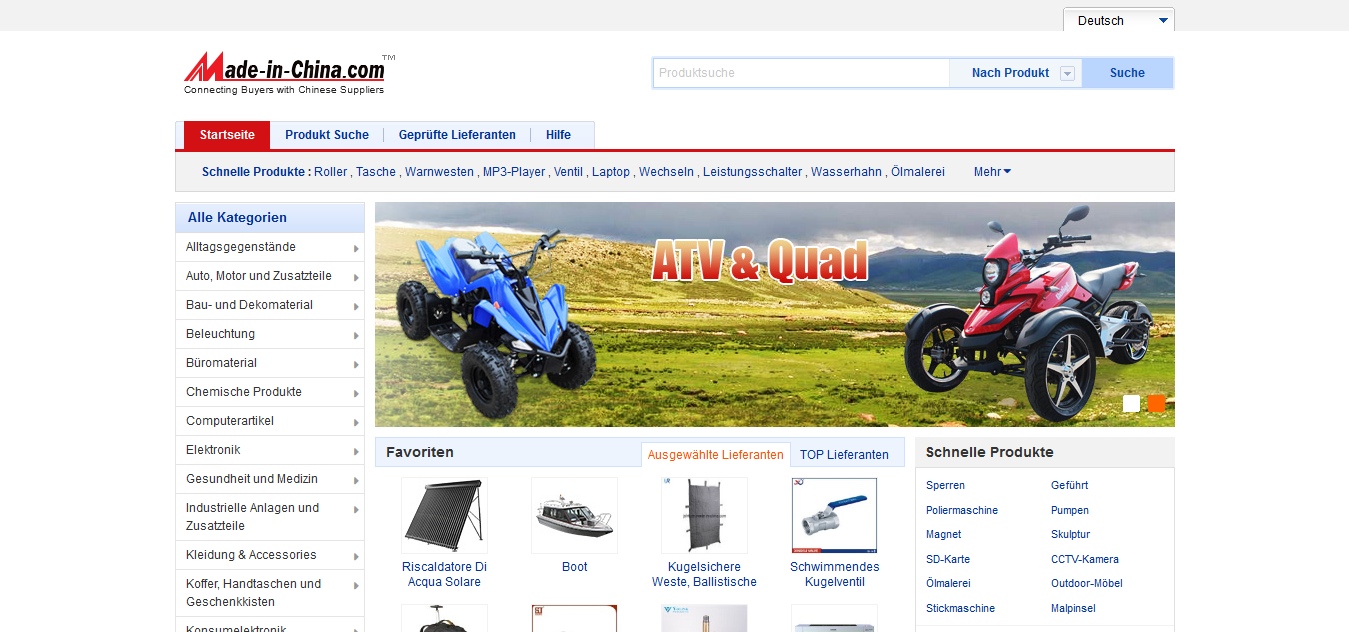 Deutsch
Made-in-China.com™
Connecting Buyers with Chinese Suppliers
Produktsuche
Nach Produkt
Suche
Startseite
Produkt Suche
Geprüfte Lieferanten
Hilfe
Schnelle Produkte : Roller , Tasche , Warnwesten , MP3-Player , Ventil , Laptop , Wechseln , Leistungsschalter , Wasserhahn , Ölmalerei
Mehr
Alle Kategorien
Alltagsgegenstände
Auto, Motor und Zusatzteile
Bau- und Dekomaterial
Beleuchtung
Büromaterial
Chemische Produkte
Computerartikel
Elektronik
Gesundheit und Medizin
Industrielle Anlagen und
Zusatzteile
Kleidung & Accessories
Koffer, Handtaschen und
Geschenkkisten
Konsumelektronik
ATV & Quad
Favoriten
Ausgewählte Lieferanten
TOP Lieferanten
Riscaldatore Di
Acqua Solare
Boot
Kugelsichere
Weste, Ballistische
Schwimmendes
Kugelventil
Schnelle Produkte
Sperren
Geführt
Poliermaschine
Pumpen
Magnet
Skulptur
SD-Karte
CCTV-Kamera
Ölmalerei
Outdoor-Möbel
Stickmaschine
Malpinsel